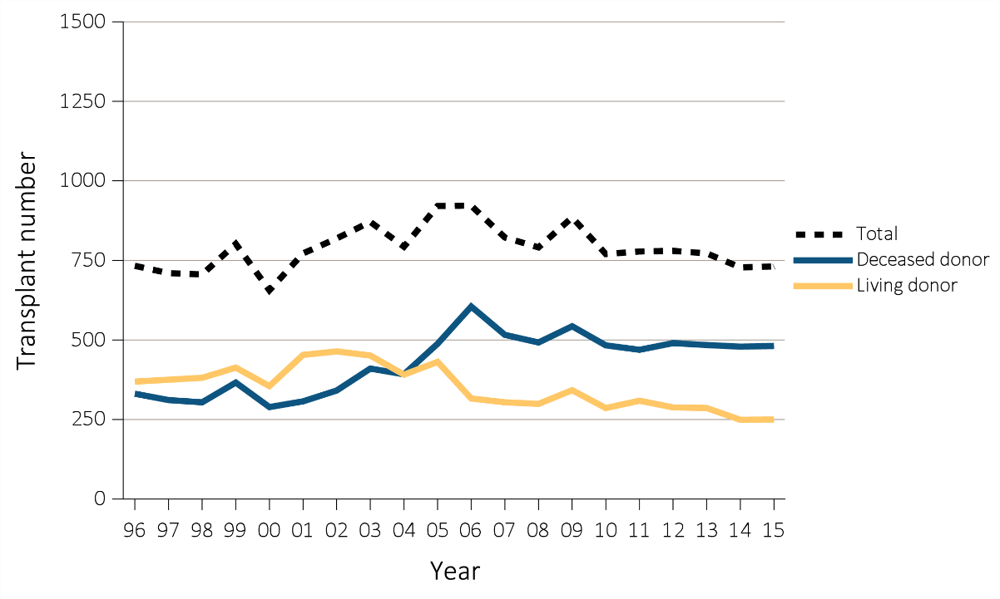 1500
1250
1000
750
500
250
0
Transplant number
96 97 98 99 00 01 02 03 04 05 06 07 08 09 10 11 12 13 14 15
Year
Total
Deceased donor
Living donor